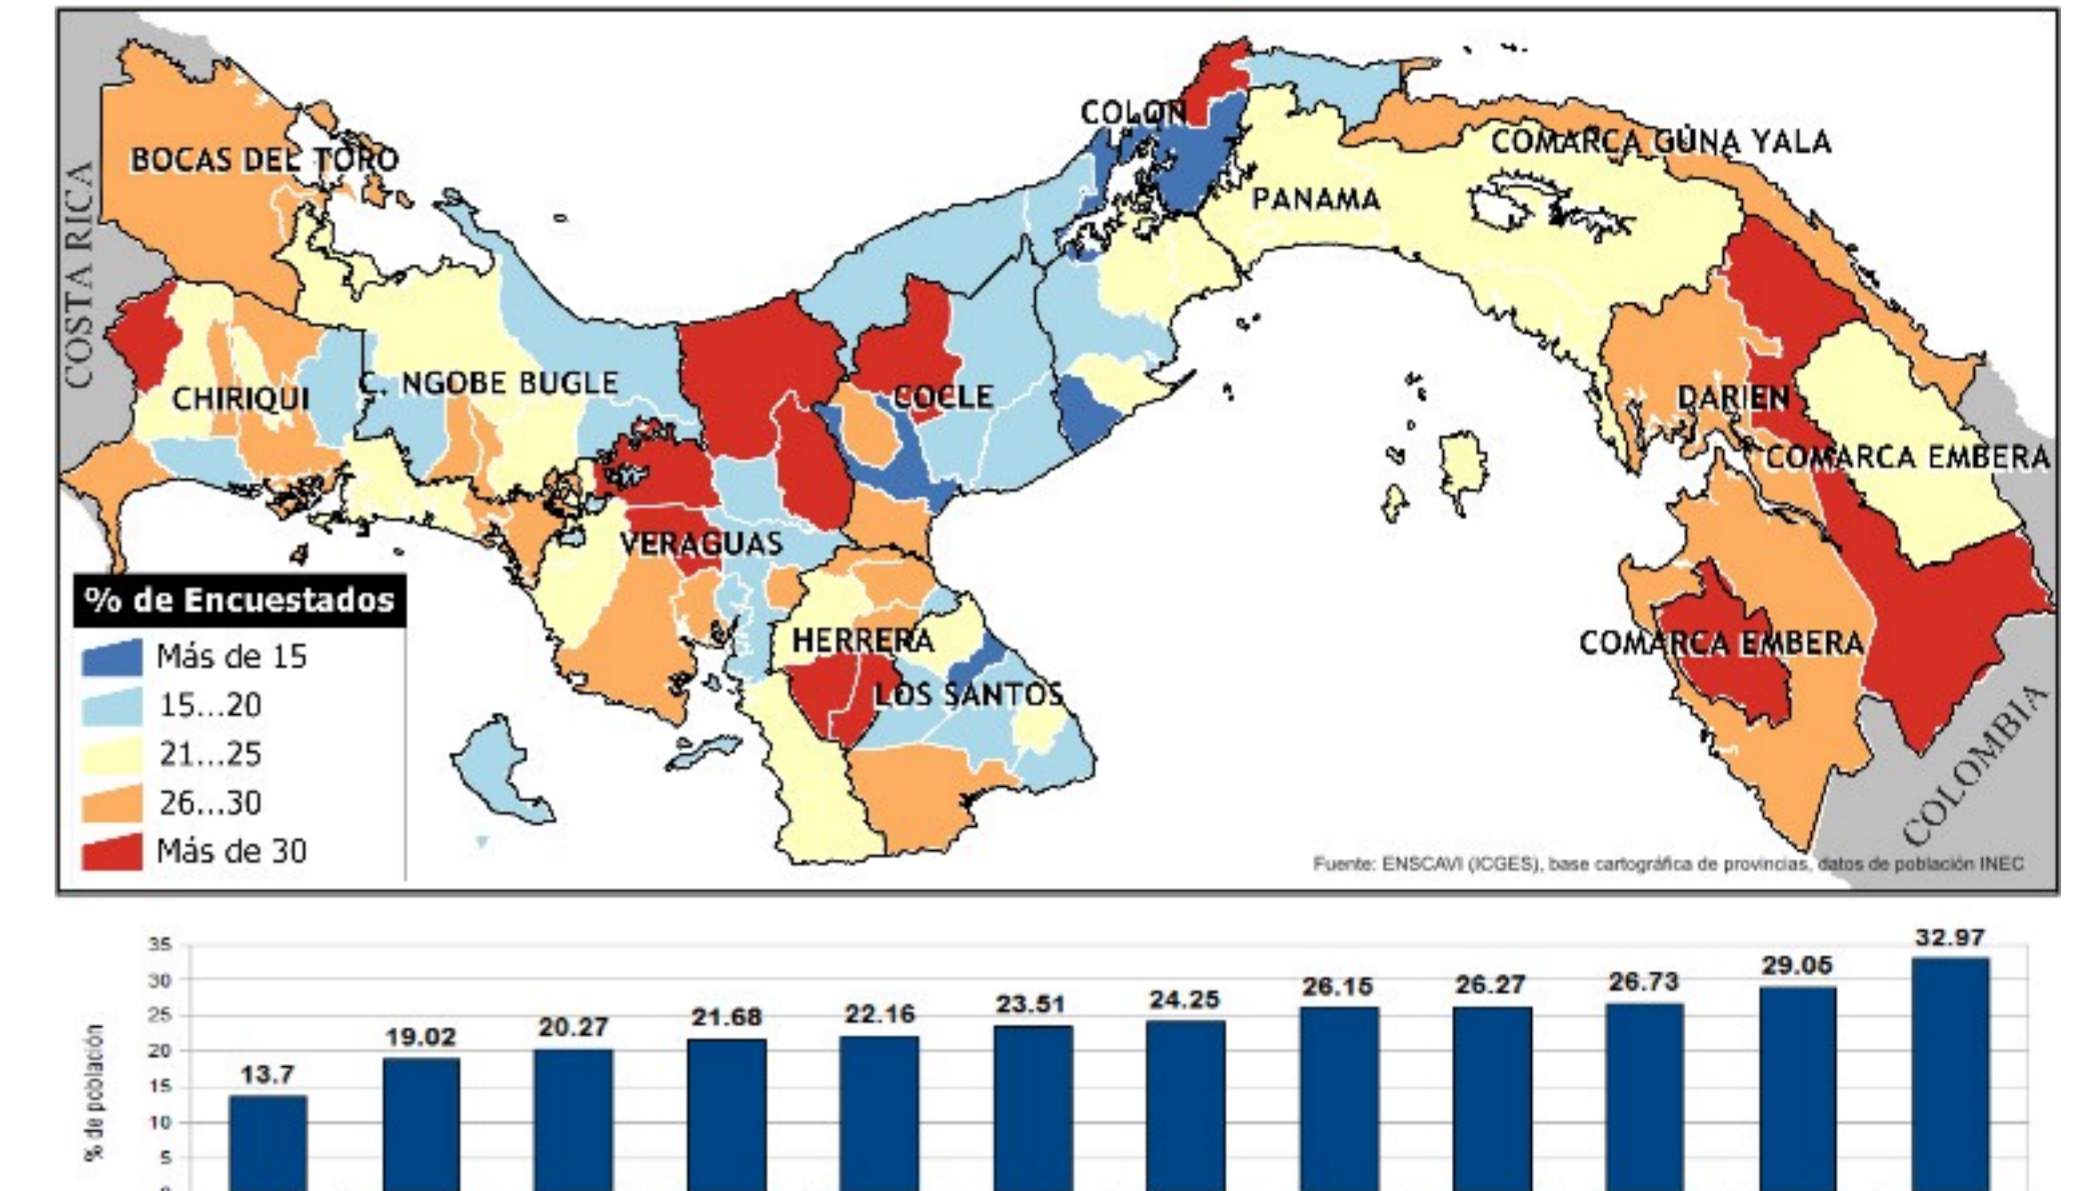 COLON
COMARCA GUNA YALA
BOCAS DEL TORO
PANAMA
COSTA RICA
C. NGOBE BUGLE
CHIRIQUI
COCLE
DARIEN
COMARCA EMBERA
VERAGUAS
HERRERA
COMARCA EMBERA
LOS SANTOS
COLOMBIA
% de Encuestados
Más de 15
15...20
21...25
26...30
Más de 30
Fuente: ENSCAVI (ICGES), base cartográfica de provincias, datos de población INEC
% de población
35
30
25
20
15
10
5
13.7
19.02
20.27
21.68
22.16
23.51
24.25
26.15
26.27
26.73
29.05
32.97